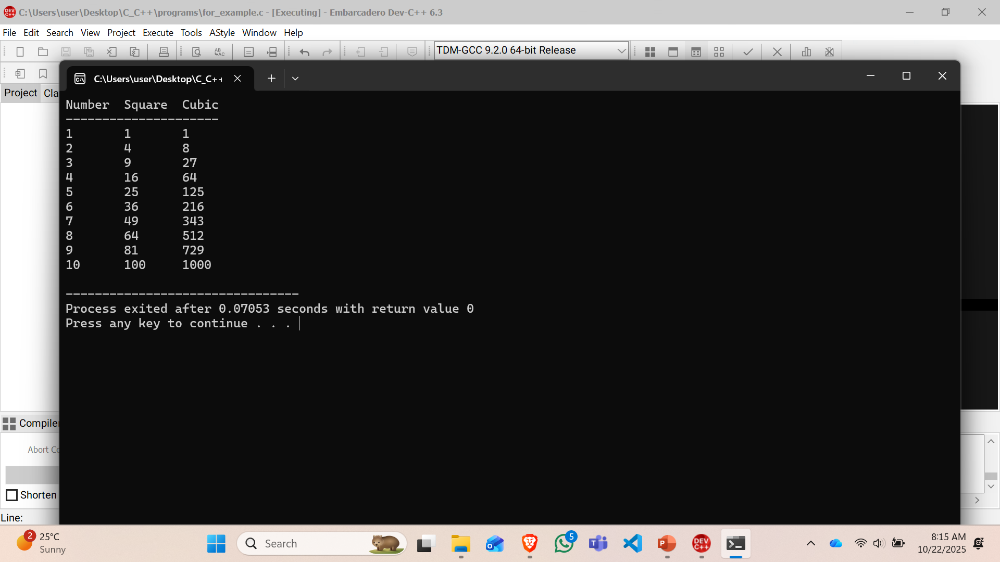 C:\Users\user\Desktop\C_C++\programs\for_example.c - [Executing] - Embarcadero Dev-C++ 6.3
File Edit Search View Project Execute Tools AStyle Window Help
TDM-GCC 9.2.0 64-bit Release
C:\Users\user\Desktop\C_C++
Project Cla
Number Square Cubic
---------------------
1 1 1
2 4 8
3 9 27
4 16 64
5 25 125
6 36 216
7 49 343
8 64 512
9 81 729
10 100 1000
--------------------------------
Process exited after 0.07053 seconds with return value 0
Press any key to continue . . .
Compiler
Abort Co
Shorten
Line:
2 25°C
Sunny
Search
5
DEV C++
8:15 AM
10/22/2025